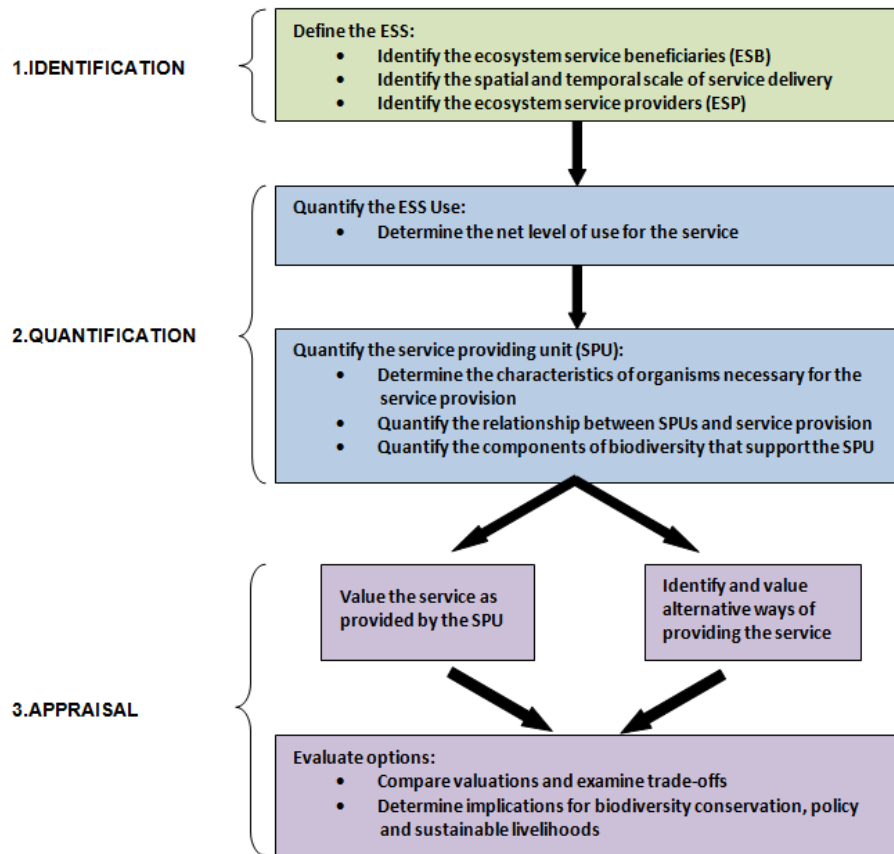 1.IDENTIFICATION
Define the ESS:
• Identify the ecosystem service beneficiaries (ESB)
• Identify the spatial and temporal scale of service delivery
• Identify the ecosystem service providers (ESP)
2.QUANTIFICATION
Quantify the ESS Use:
• Determine the net level of use for the service
Quantify the service providing unit (SPU):
• Determine the characteristics of organisms necessary for the
service provision
• Quantify the relationship between SPUs and service provision
• Quantify the components of biodiversity that support the SPU
3.APPRAISAL
Value the service as
provided by the SPU
Identify and value
alternative ways of
providing the service
Evaluate options:
• Compare valuations and examine trade-offs
• Determine implications for biodiversity conservation, policy
and sustainable livelihoods